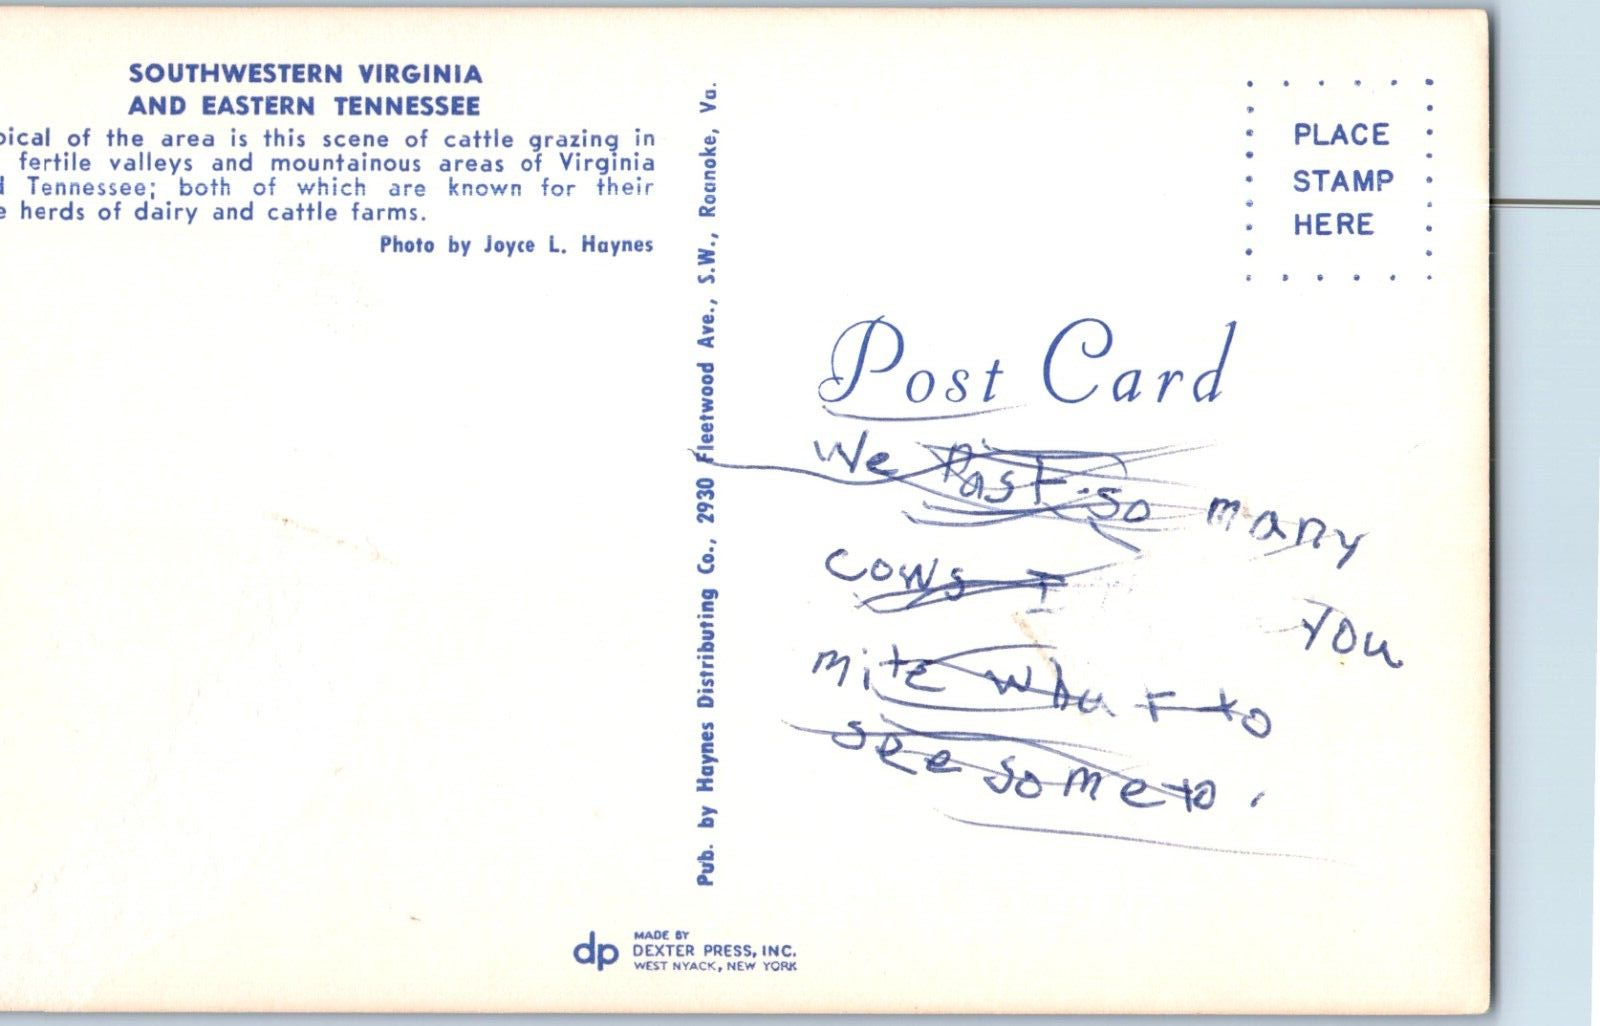 SOUTHWESTERN VIRGINIA
AND EASTERN TENNESSEE
pical of the area is this scene of cattle grazing in
fertile valleys and mountainous areas of Virginia
d Tennessee; both of which are known for their
e herds of dairy and cattle farms.
Photo by Joyce L. Haynes
Pub. by Haynes Distributing Co., 2930 Fleetwood Ave., S.W., Roanoke, Va.
PLACE
STAMP
HERE
Post Card
We Past so many
cows I
You
mite to
see some to.
dp
MADE BY
DEXTER PRESS, INC.
WEST NYACK, NEW YORK